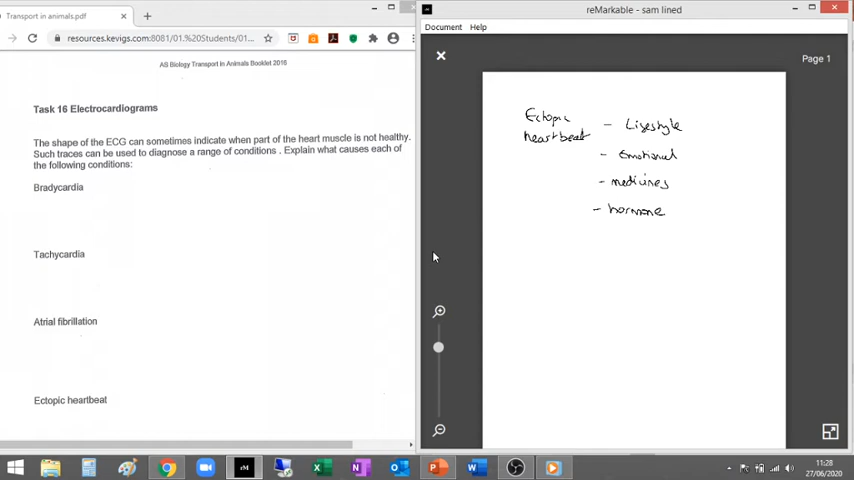 Transport in animals.pdf
resources.kevigs.com:8081/01.%20Students/01...
AS Biology Transport in Animals Booklet 2016
Task 16 Electrocardiograms
The shape of the ECG can sometimes indicate when part of the heart muscle is not healthy.
Such traces can be used to diagnose a range of conditions . Explain what causes each of
the following conditions:
Bradycardia
Tachycardia
Atrial fibrillation
Ectopic heartbeat
reMarkable - sam lined
Document Help
Page 1
Ectopic
heartbeat - Lifestyle
- Emotional
- medicines
- hormone
11:28
27/06/2020